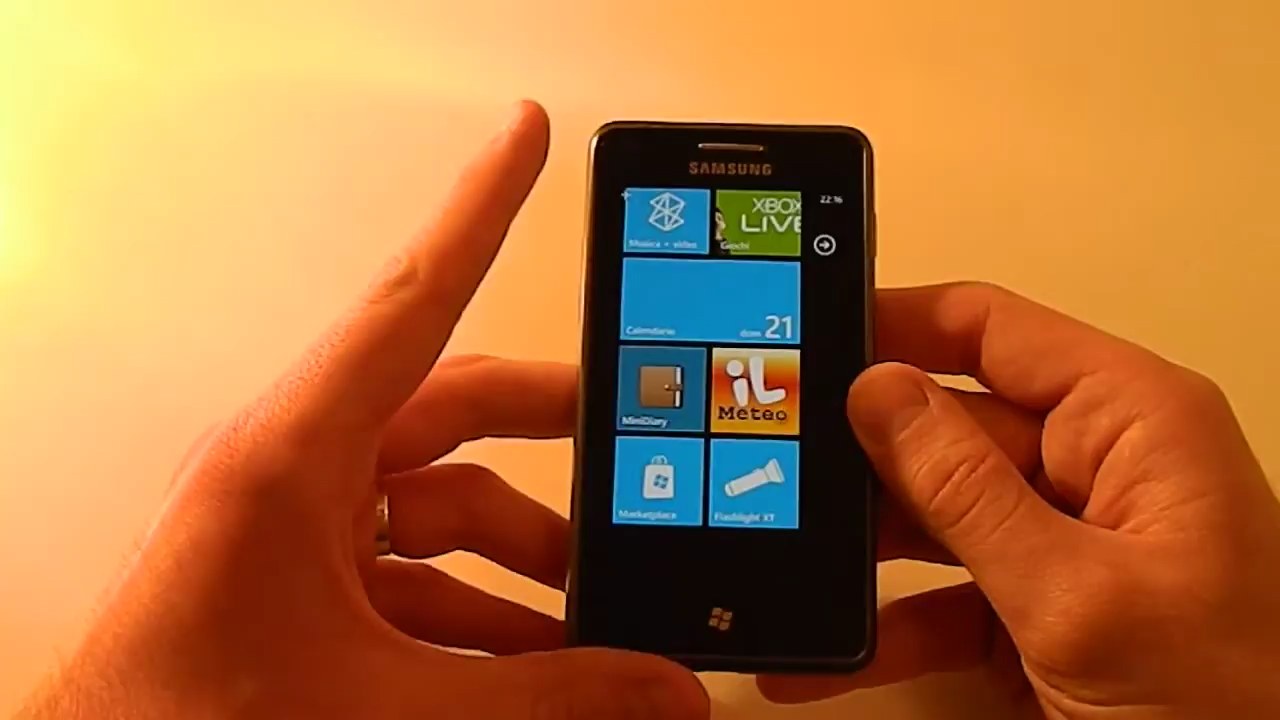 SAMSUNG
22:16
Musica + video
XBOX
LIVE
Giochi
Calendario
dom 21
MiniDiary
iL
Meteo
Marketplace
Flashlight XT